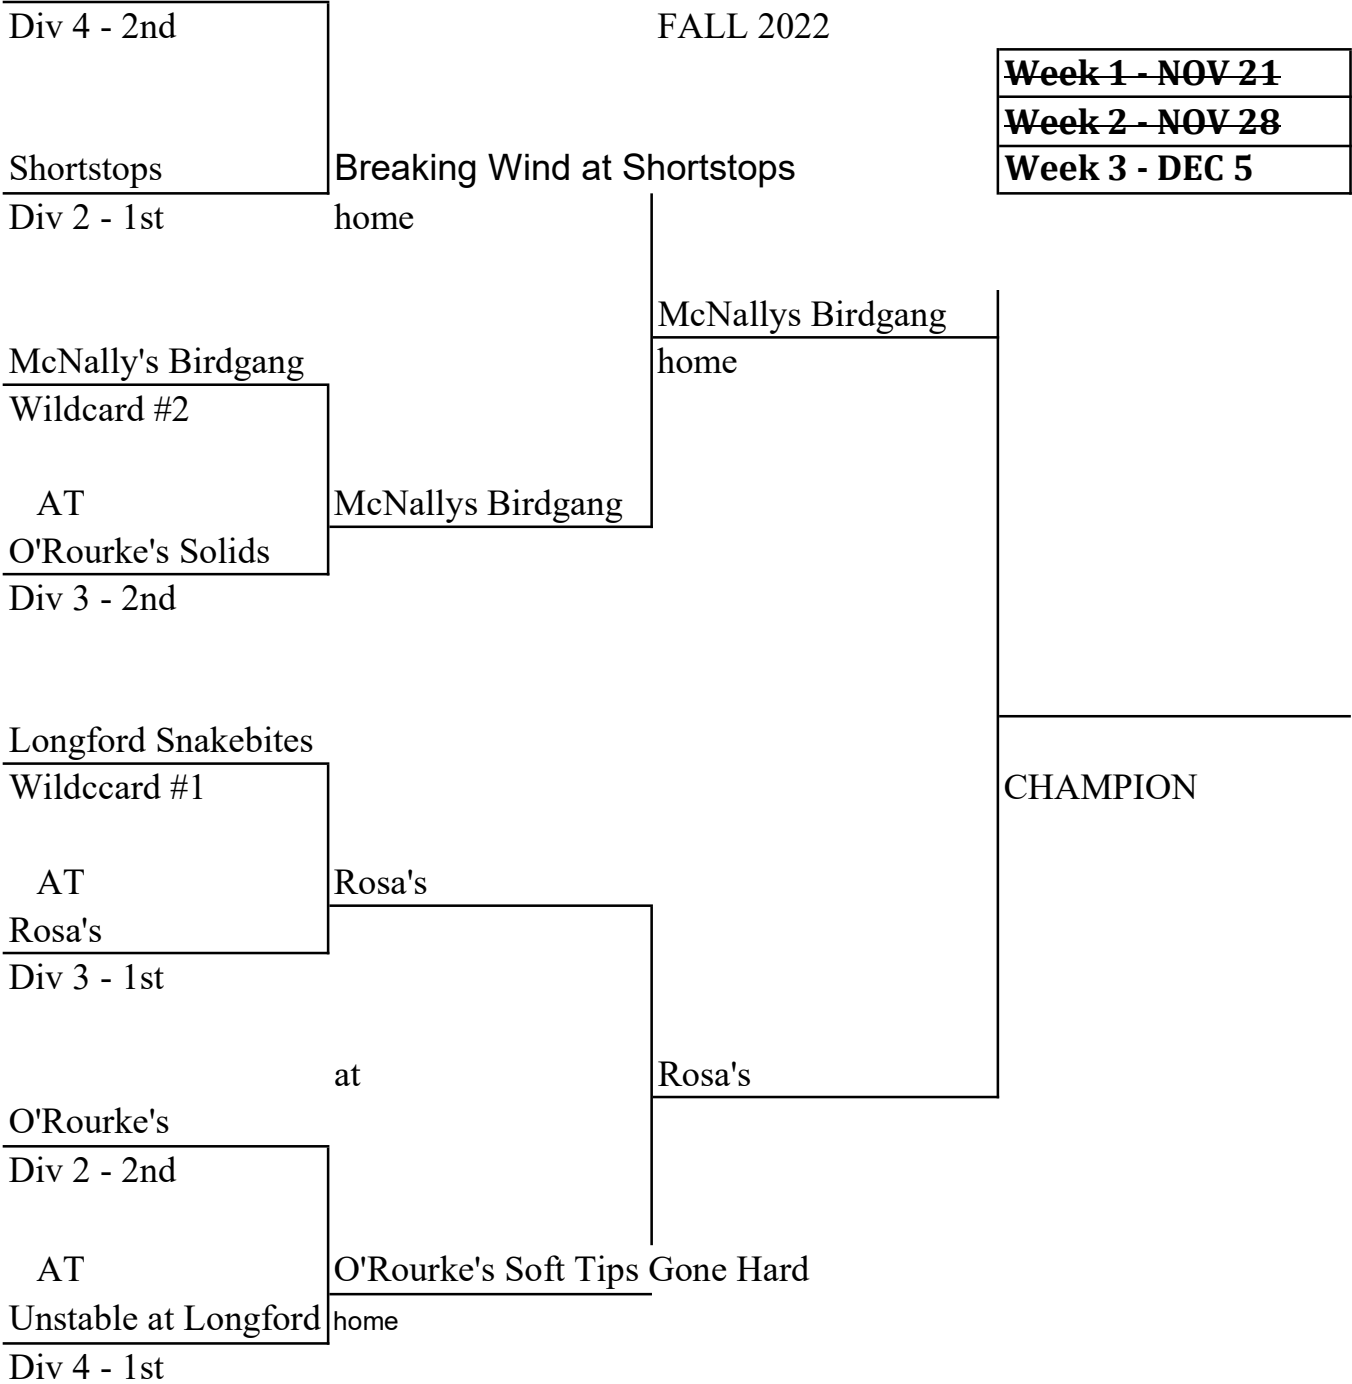 Div 4 - 2nd
FALL 2022
Week 1 - NOV 21
Week 2 - NOV 28
Shortstops
Breaking Wind at Shortstops
Week 3 - DEC 5
Div 2 - 1st
home
McNallys Birdgang
McNally's Birdgang
home
Wildcard #2
AT
McNallys Birdgang
O'Rourke's Solids
Div 3 - 2nd
Longford Snakebites
Wildccard #1
CHAMPION
AT
Rosa's
Rosa's
Div 3 - 1st
at
Rosa's
O'Rourke's
Div 2 - 2nd
AT
O'Rourke's Soft Tips Gone Hard
Unstable at Longford
home
Div 4 - 1st